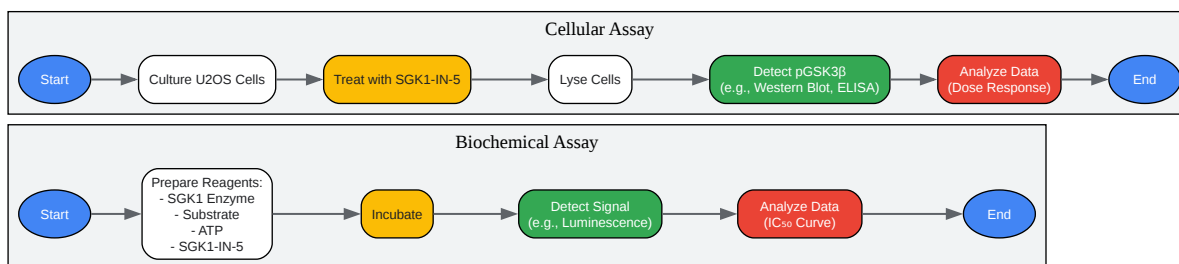 Cellular Assay
Start
Culture U2OS Cells
Treat with SGK1-IN-5
Lyse Cells
Detect pGSK3β
(e.g., Western Blot, ELISA)
Analyze Data
(Dose Response)
End
Biochemical Assay
Start
Prepare Reagents:
- SGK1 Enzyme
- Substrate
- ATP
- SGK1-IN-5
Incubate
Detect Signal
(e.g., Luminescence)
Analyze Data
(IC₅₀ Curve)
End